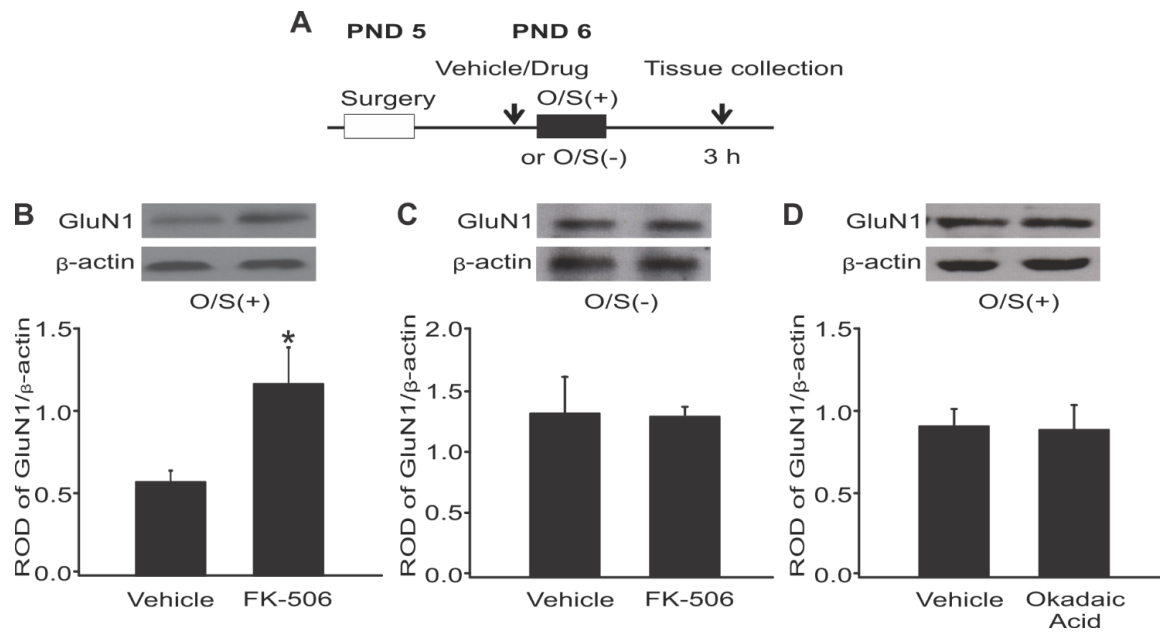 A
PND 5 PND 6
Vehicle/Drug Tissue collection
Surgery O/S(+)
or O/S(-) 3 h
B
GluN1
β-actin
O/S(+)
ROD of GluN1/β-actin
1.5
1.0
0.5
0.0
*
Vehicle FK-506
C
GluN1
β-actin
O/S(-)
ROD of GluN1/β-actin
2.0
1.5
1.0
0.5
0.0
Vehicle FK-506
D
GluN1
β-actin
O/S(+)
ROD of GluN1/β-actin
1.5
1.0
0.5
0.0
Vehicle Okadaic
Acid